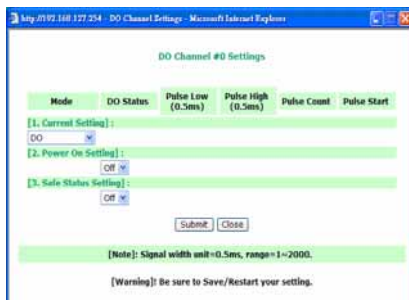 http://192.168.127.254 - DO Channel Settings - Microsoft Internet Explorer
DO Channel #0 Settings
Mode DO Status Pulse Low (0.5ms) Pulse High (0.5ms) Pulse Count Pulse Start
[1. Current Setting] :
DO
[2. Power On Setting] :
Off
[3. Safe Status Setting] :
Off
Submit Close
[Note]: Signal width unit=0.5ms, range=1~2000.
[Warning]! Be sure to Save/Restart your setting.